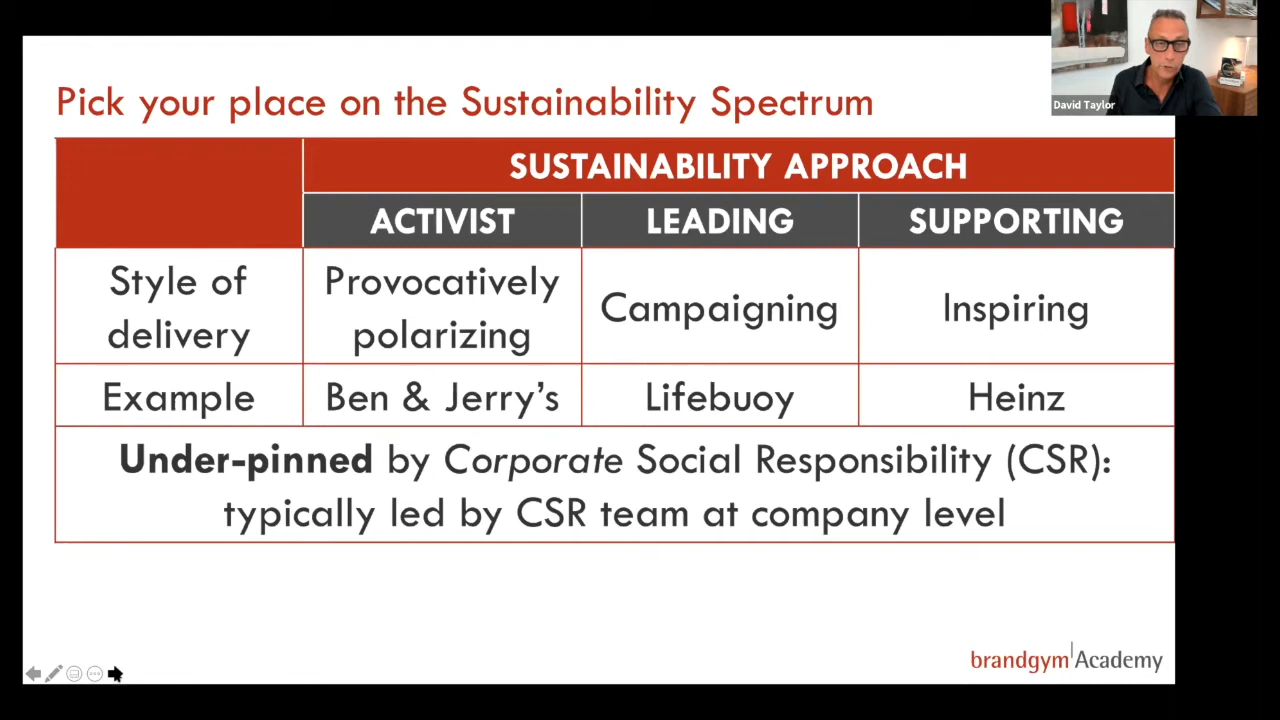 David Taylor
Pick your place on the Sustainability Spectrum
SUSTAINABILITY APPROACH
ACTIVIST
LEADING
SUPPORTING
Style of
delivery
Provocatively
polarizing
Campaigning
Inspiring
Example
Ben & Jerry’s
Lifebuoy
Heinz
Under-pinned by Corporate Social Responsibility (CSR):
typically led by CSR team at company level
brandgym Academy